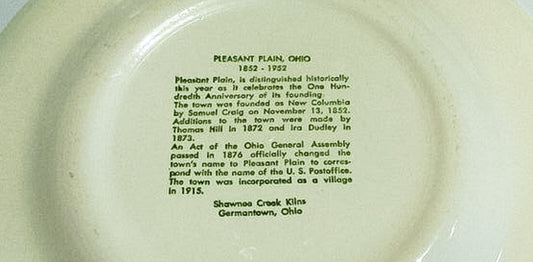 PLEASANT PLAIN, OHIO
1852 - 1952
Pleasant Plain, is distinguished historically
this year as it celebrates the One Hun-
dredth Anniversary of its founding.
The town was founded as New Columbia
by Samuel Craig on November 13, 1852.
Additions to the town were made by
Thomas Hill in 1872 and Ira Dudley in
1873.
An Act of the Ohio General Assembly
passed in 1876 officially changed the
town's name to Pleasant Plain to corres-
pond with the name of the U. S. Postoffice.
The town was incorporated as a village
in 1915.
Shawnee Creek Kilns
Germantown, Ohio